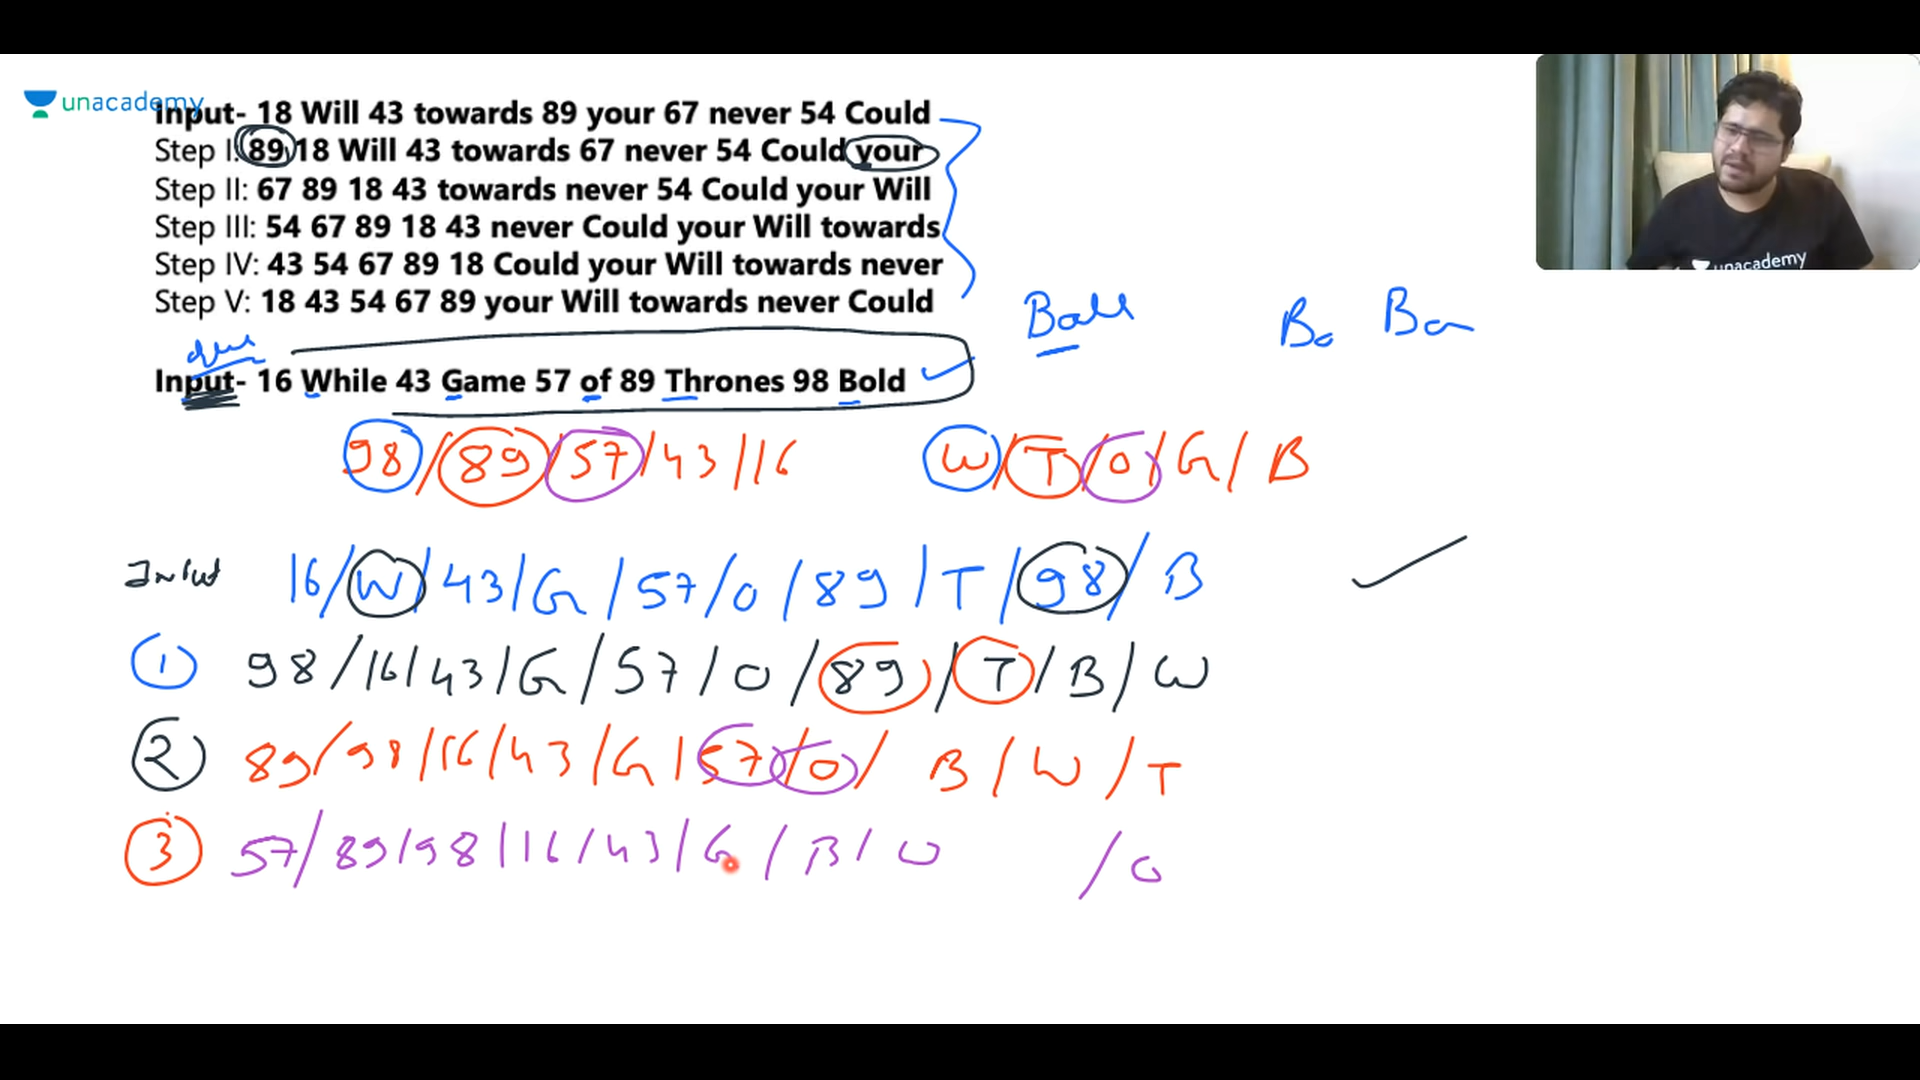 unacademy
Input- 18 Will 43 towards 89 your 67 never 54 Could
Step I: 89 18 Will 43 towards 67 never 54 Could your
Step II: 67 89 18 43 towards never 54 Could your Will
Step III: 54 67 89 18 43 never Could your Will towards
Step IV: 43 54 67 89 18 Could your Will towards never
Step V: 18 43 54 67 89 your Will towards never Could
Ball Bo Ban
que
Input- 16 While 43 Game 57 of 89 Thrones 98 Bold
98/89/57/43/16 W/T/O/G/B
Input 16/W/43/G/57/O/89/T/98/B
1 98/16/43/G/57/O/89/T/B/W
2 89/98/16/43/G/57/O/B/W/T
3 57/89/98/16/43/G/B/W /O
unacademy